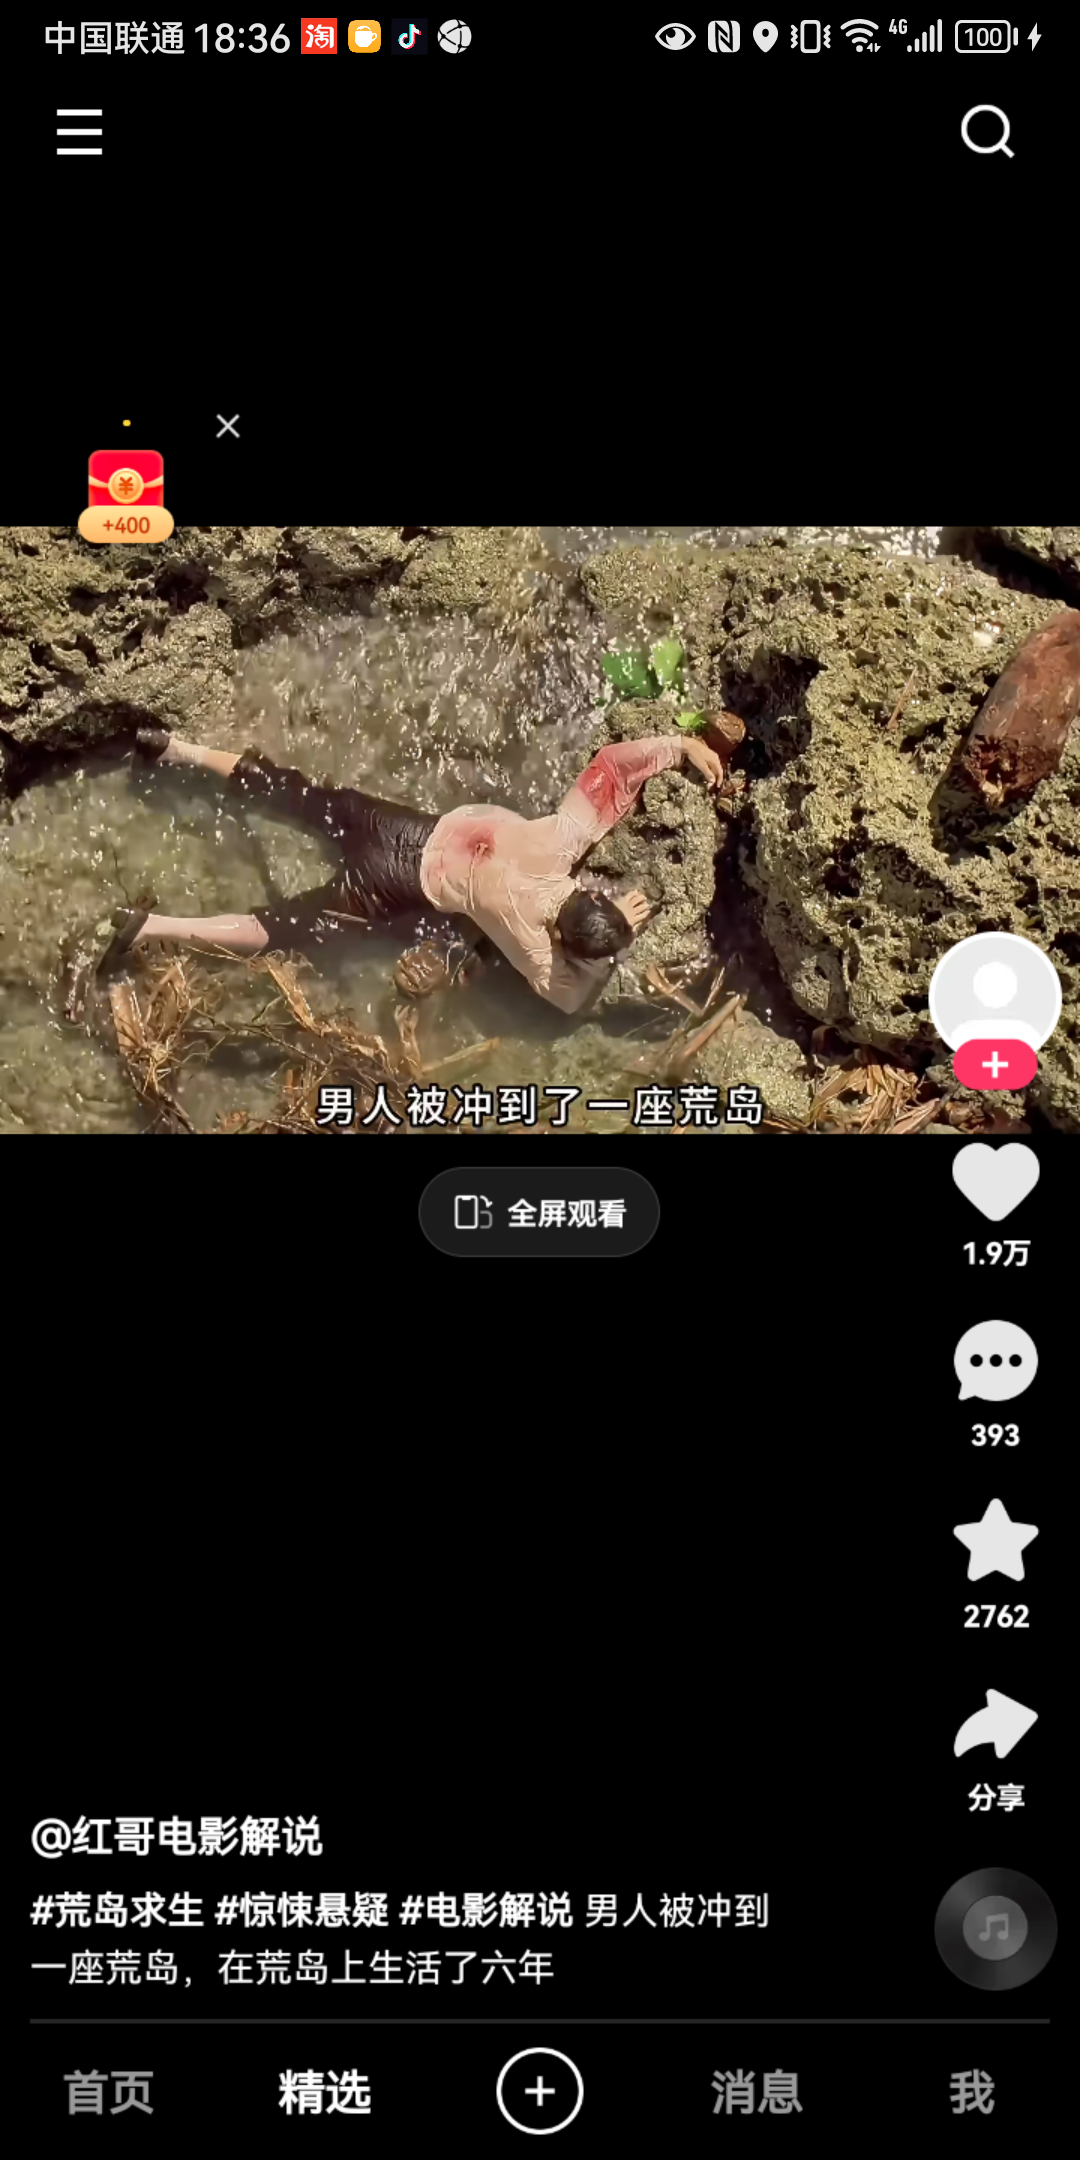 中国联通 18:36 淘 4G 100
+400
男人被冲到了一座荒岛
全屏观看
1.9万
393
2762
分享
@红哥电影解说
#荒岛求生 #惊悚悬疑 #电影解说 男人被冲到
一座荒岛，在荒岛上生活了六年
首页 精选 消息 我